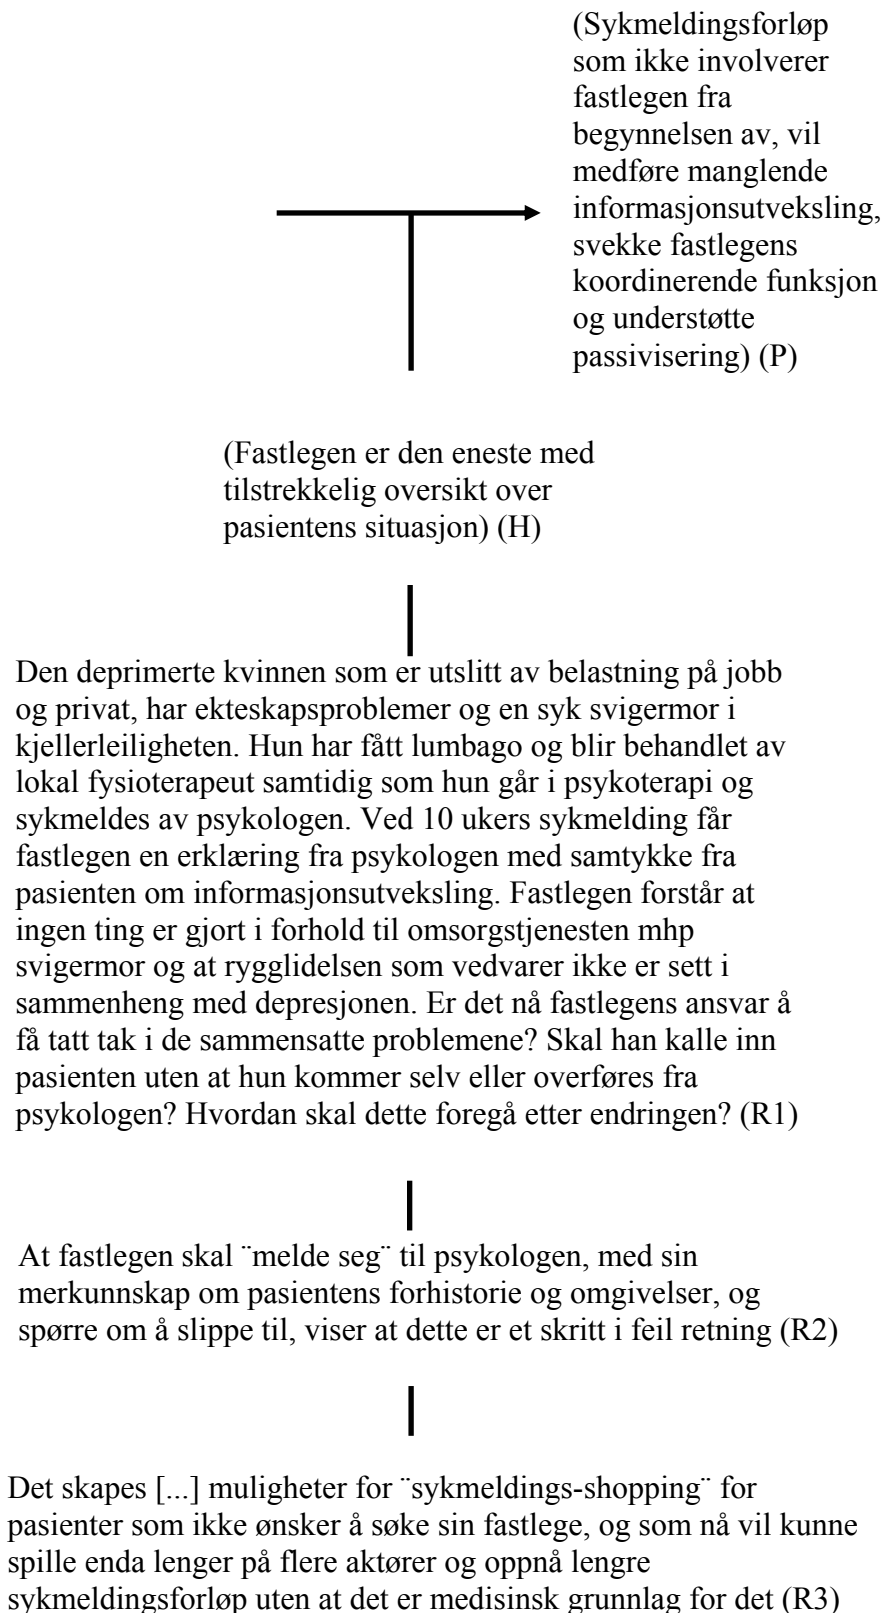 (Sykmeldingsforløp
som ikke involverer
fastlegen fra
begynnelsen av, vil
medføre manglende
informasjonsutveksling,
svekke fastlegens
koordinerende funksjon
og understøtte
passivisering) (P)
(Fastlegen er den eneste med
tilstrekkelig oversikt over
pasientens situasjon) (H)
Den deprimerte kvinnen som er utslitt av belastning på jobb
og privat, har ekteskapsproblemer og en syk svigermor i
kjellerleiligheten. Hun har fått lumbago og blir behandlet av
lokal fysioterapeut samtidig som hun går i psykoterapi og
sykmeldes av psykologen. Ved 10 ukers sykmelding får
fastlegen en erklæring fra psykologen med samtykke fra
pasienten om informasjonsutveksling. Fastlegen forstår at
ingen ting er gjort i forhold til omsorgstjenesten mhp
svigermor og at rygglidelsen som vedvarer ikke er sett i
sammenheng med depresjonen. Er det nå fastlegens ansvar å
få tatt tak i de sammensatte problemene? Skal han kalle inn
pasienten uten at hun kommer selv eller overføres fra
psykologen? Hvordan skal dette foregå etter endringen? (R1)
At fastlegen skal ¨melde seg¨ til psykologen, med sin
merkunnskap om pasientens forhistorie og omgivelser, og
spørre om å slippe til, viser at dette er et skritt i feil retning (R2)
Det skapes [...] muligheter for ¨sykmeldings-shopping¨ for
pasienter som ikke ønsker å søke sin fastlege, og som nå vil kunne
spille enda lenger på flere aktører og oppnå lengre
sykmeldingsforløp uten at det er medisinsk grunnlag for det (R3)